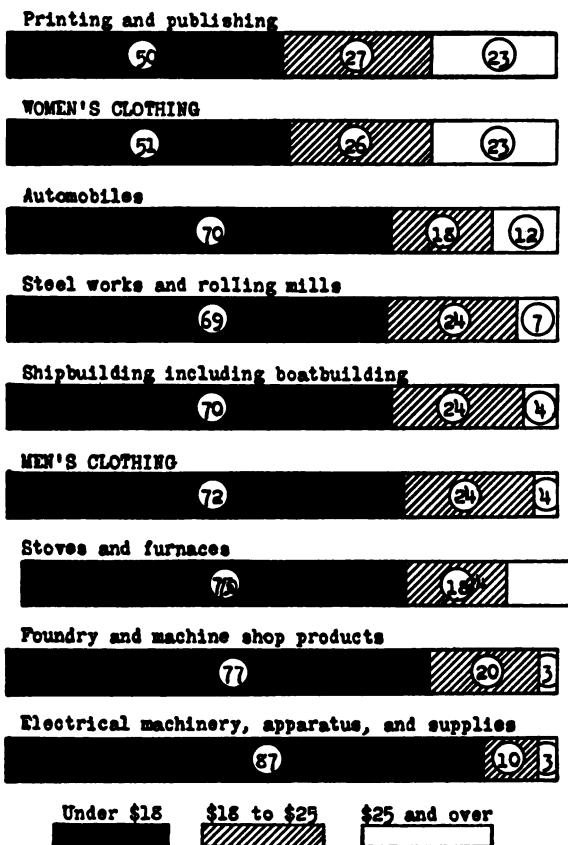 Printing and publishing
50 27 23
WOMEN'S CLOTHING
51 26 23
Automobiles
70 18 12
Steel works and rolling mills
69 24 7
Shipbuilding including boatbuilding
70 24 4
MEN'S CLOTHING
72 24 4
Stoves and furnaces
Foundry and machine shop products
77 20 3
Electrical machinery, apparatus, and supplies
87 10 3
Under $18 $18 to $25 $25 and over